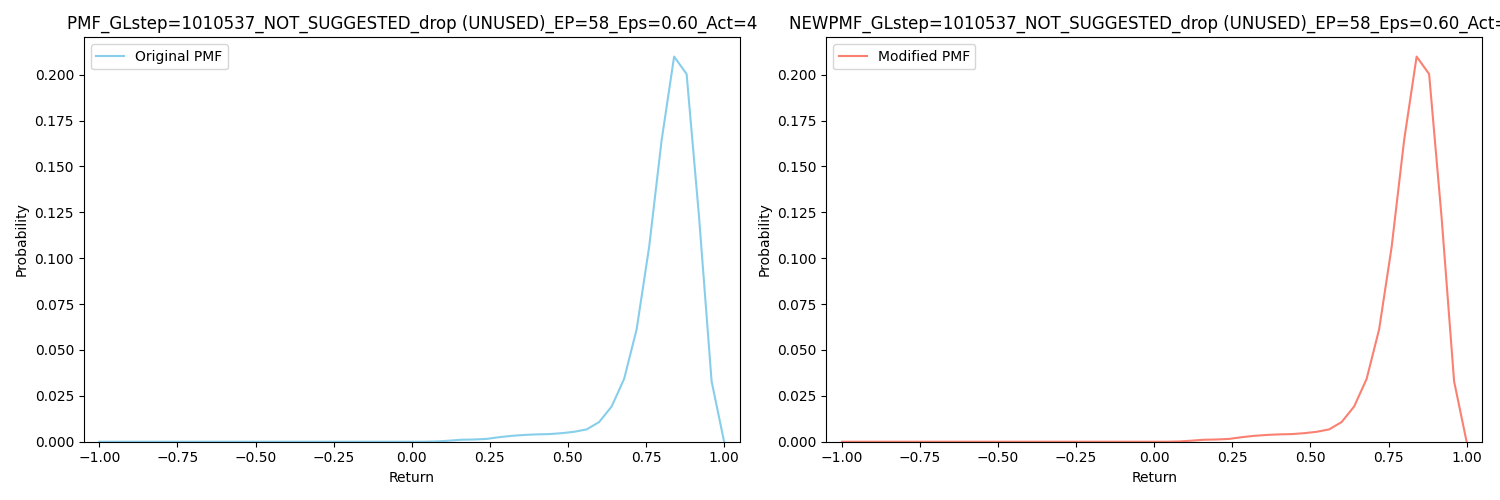 PMF_GLstep=1010537_NOT_SUGGESTED_drop (UNUSED)_EP=58_Eps=0.60_Act=4
Original PMF
Probability
0.200
0.175
0.150
0.125
0.100
0.075
0.050
0.025
0.000
−1.00 −0.75 −0.50 −0.25 0.00 0.25 0.50 0.75 1.00
Return
NEWPMF_GLstep=1010537_NOT_SUGGESTED_drop (UNUSED)_EP=58_Eps=0.60_Act=
Modified PMF
Probability
0.200
0.175
0.150
0.125
0.100
0.075
0.050
0.025
0.000
−1.00 −0.75 −0.50 −0.25 0.00 0.25 0.50 0.75 1.00
Return